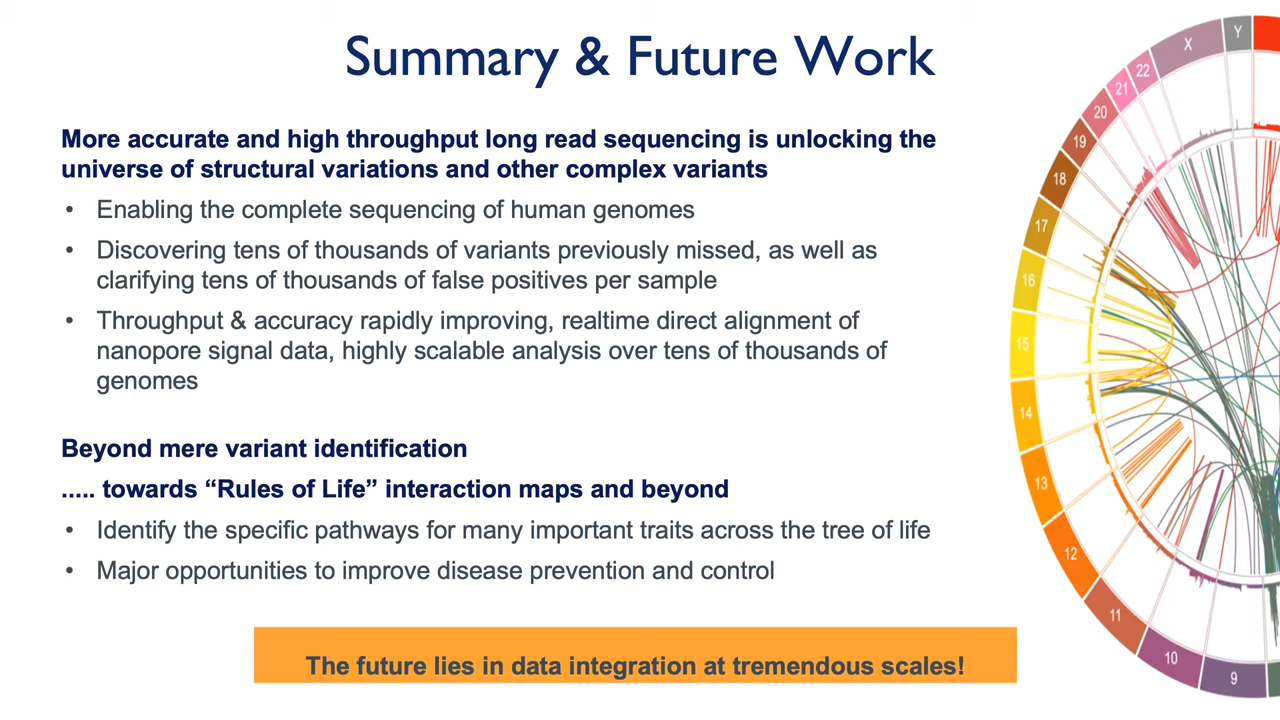 Summary & Future Work
More accurate and high throughput long read sequencing is unlocking the
universe of structural variations and other complex variants
• Enabling the complete sequencing of human genomes
• Discovering tens of thousands of variants previously missed, as well as
clarifying tens of thousands of false positives per sample
• Throughput & accuracy rapidly improving, realtime direct alignment of
nanopore signal data, highly scalable analysis over tens of thousands of
genomes
Beyond mere variant identification
..... towards “Rules of Life” interaction maps and beyond
• Identify the specific pathways for many important traits across the tree of life
• Major opportunities to improve disease prevention and control
The future lies in data integration at tremendous scales!
Y
X
22
21
20
19
18
17
16
15
14
13
12
11
10
9